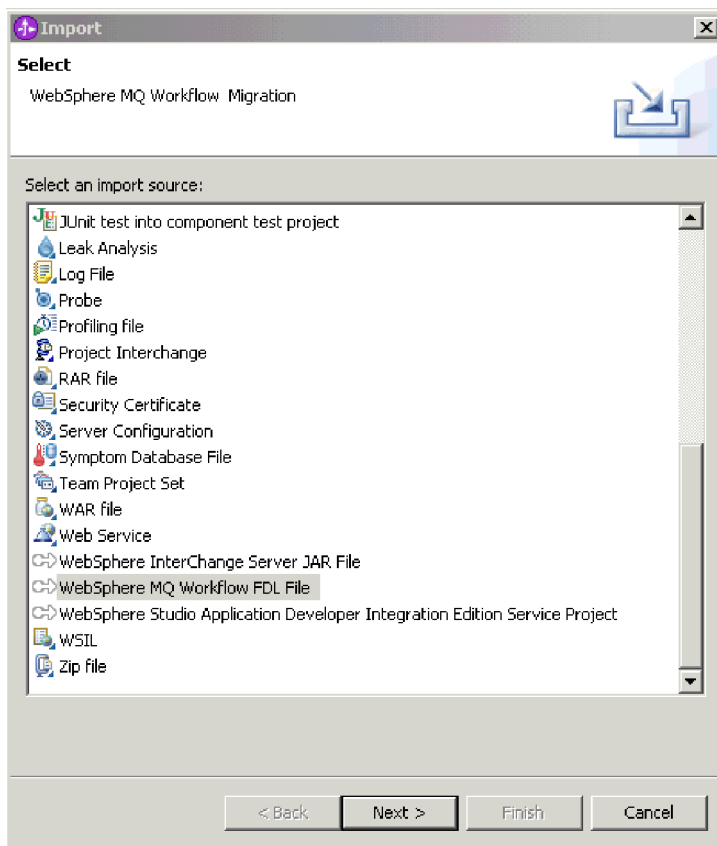 Import
Select
WebSphere MQ Workflow Migration
Select an import source:
JUnit test into component test project
Leak Analysis
Log File
Probe
Profiling file
Project Interchange
RAR file
Security Certificate
Server Configuration
Symptom Database File
Team Project Set
WAR file
Web Service
WebSphere InterChange Server JAR File
WebSphere MQ Workflow FDL File
WebSphere Studio Application Developer Integration Edition Service Project
WSIL
Zip file
< Back Next > Finish Cancel